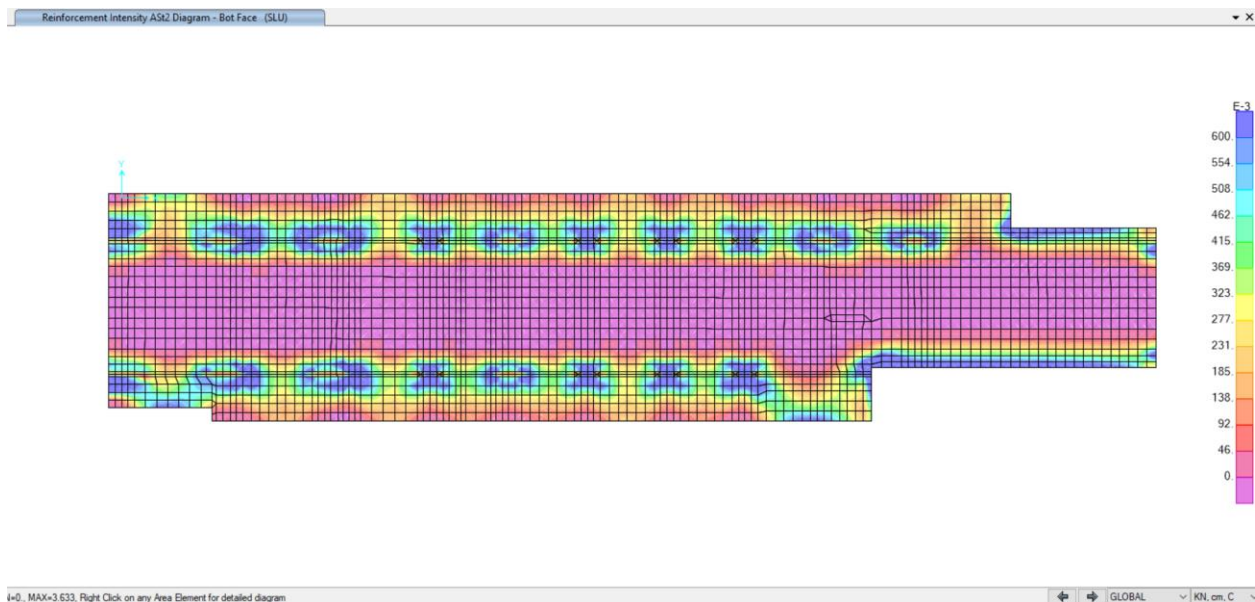 Reinforcement Intensity ASt2 Diagram - Bot Face (SLU)
Y
E-3
600.
554.
508.
462.
415.
369.
323.
277.
231.
185.
138.
92.
46.
0.
N=0., MAX=3.633, Right Click on any Area Element for detailed diagram
GLOBAL
KN, cm, C